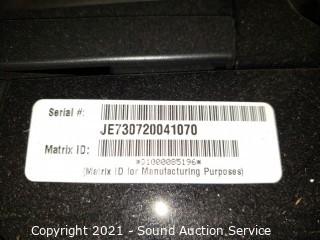 Serial #:
JE730720041070
Matrix ID:
*D1000085196*
(Matrix ID for Manufacturing Purposes)
Copyright 2021 - Sound Auction Service